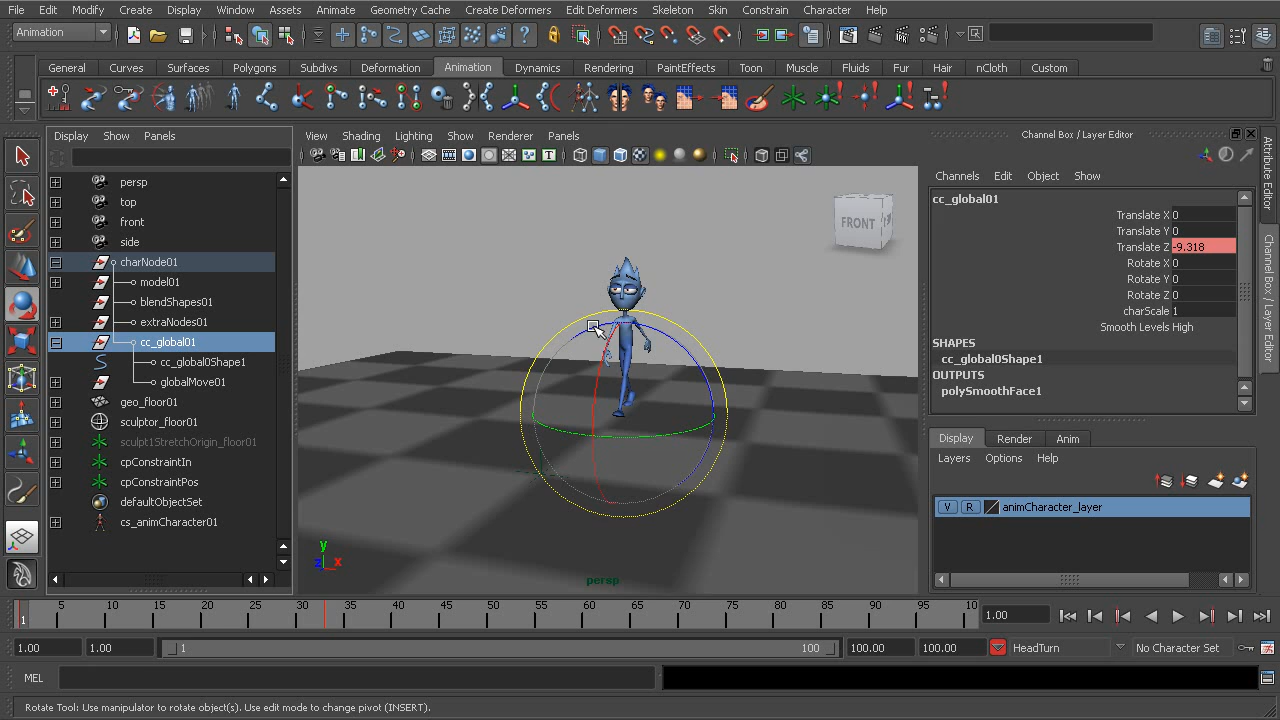 File Edit Modify Create Display Window Assets Animate Geometry Cache Create Deformers Edit Deformers Skeleton Skin Constrain Character Help
Animation
General Curves Surfaces Polygons Subdivs Deformation Animation Dynamics Rendering PaintEffects Toon Muscle Fluids Fur Hair nCloth Custom
Display Show Panels
View Shading Lighting Show Renderer Panels
Channel Box / Layer Editor
persp
top
front
side
charNode01
model01
blendShapes01
extraNodes01
cc_global01
cc_global0Shape1
globalMove01
geo_floor01
sculptor_floor01
sculpt1StretchOrigin_floor01
cpConstraintIn
cpConstraintPos
defaultObjectSet
cs_animCharacter01
FRONT
y
z x
persp
Channels Edit Object Show
cc_global01
Translate X 0
Translate Y 0
Translate Z -9.318
Rotate X 0
Rotate Y 0
Rotate Z 0
charScale 1
Smooth Levels High
SHAPES
cc_global0Shape1
OUTPUTS
polySmoothFace1
Display Render Anim
Layers Options Help
V R animCharacter_layer
Attribute Editor
Channel Box / Layer Editor
1 5 10 15 20 25 30 35 40 45 50 55 60 65 70 75 80 85 90 95 10
1.00
1.00 1.00 1 100 100.00 100.00 HeadTurn No Character Set
MEL
Rotate Tool: Use manipulator to rotate object(s). Use edit mode to change pivot (INSERT).